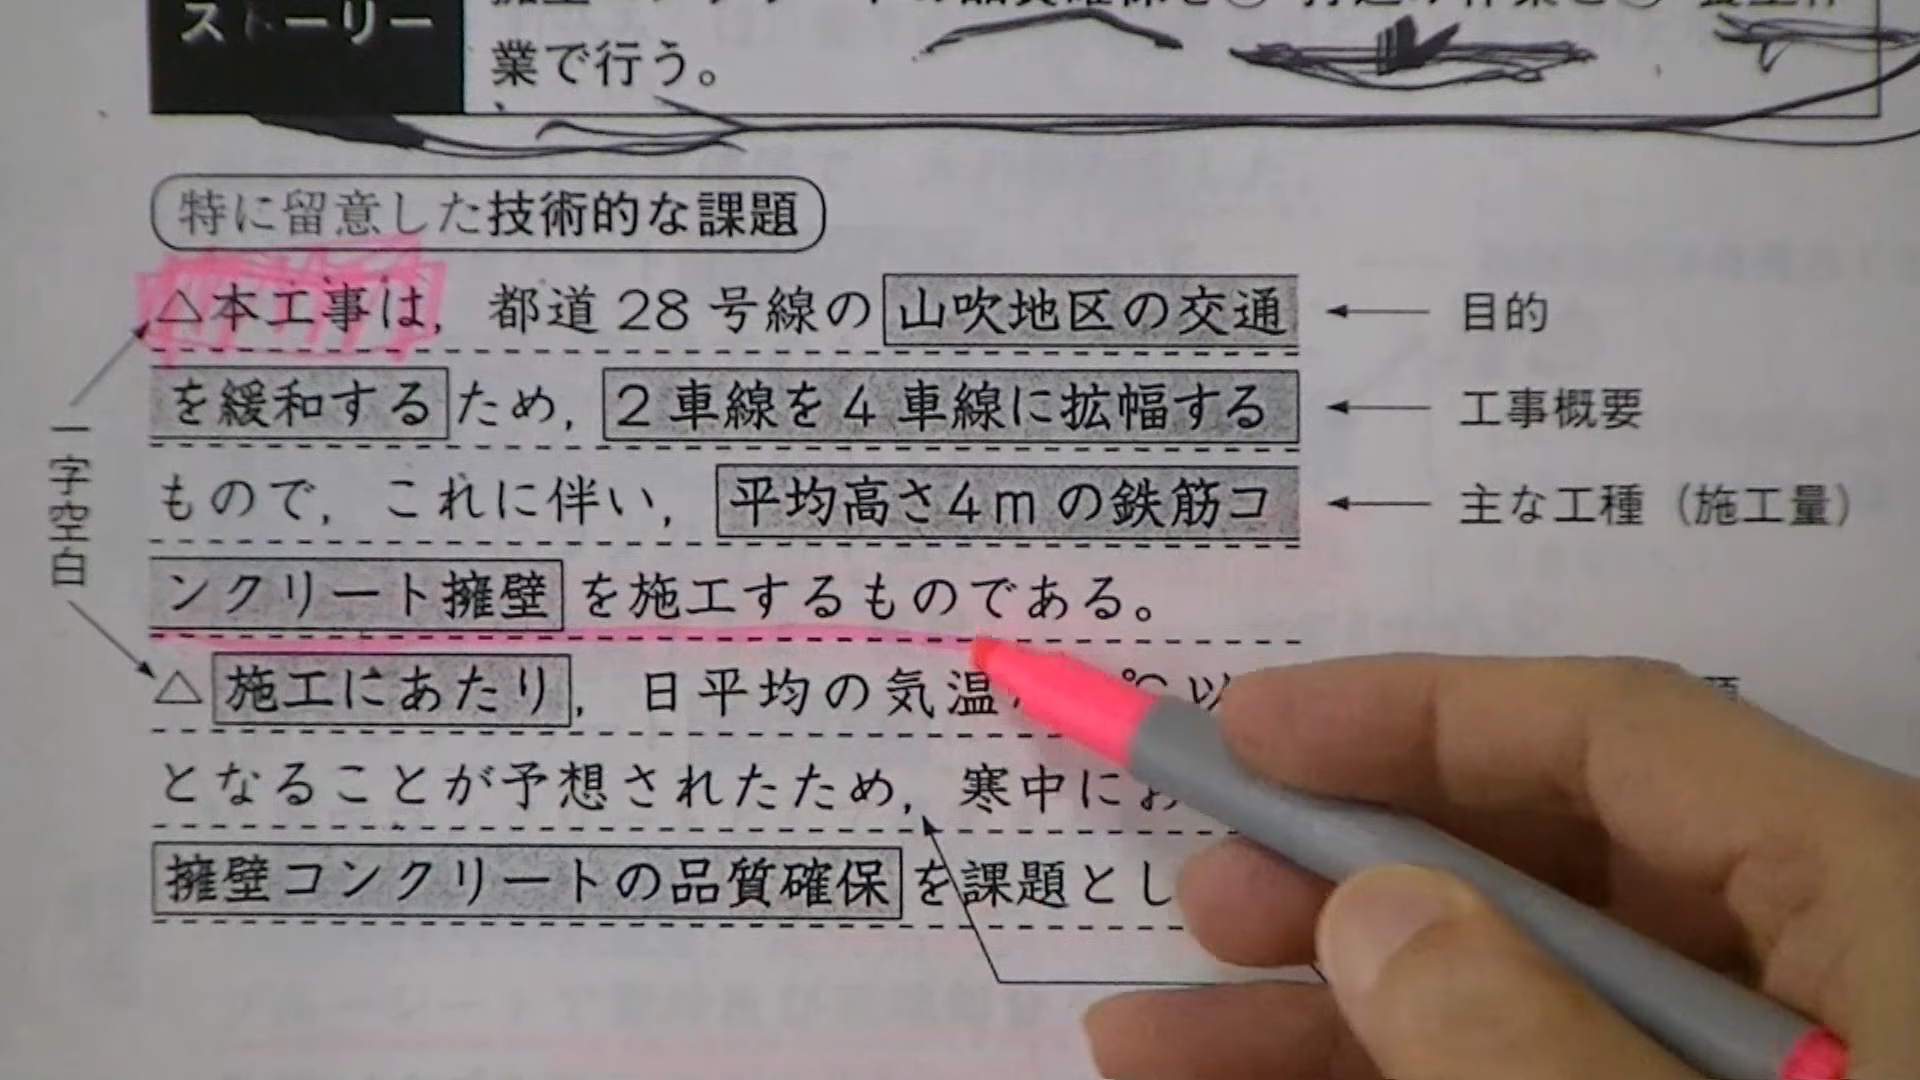 ストーリー
業で行う。
特に留意した技術的な課題
△本工事は，都道28号線の山吹地区の交通 ← 目的
を緩和するため，2車線を4車線に拡幅する ← 工事概要
もので，これに伴い，平均高さ4mの鉄筋コ ← 主な工種（施工量）
ンクリート擁壁を施工するものである。
一字空白
△施工にあたり，日平均の気温 ℃以 題
となることが予想されたため，寒中にお
擁壁コンクリートの品質確保を課題とし